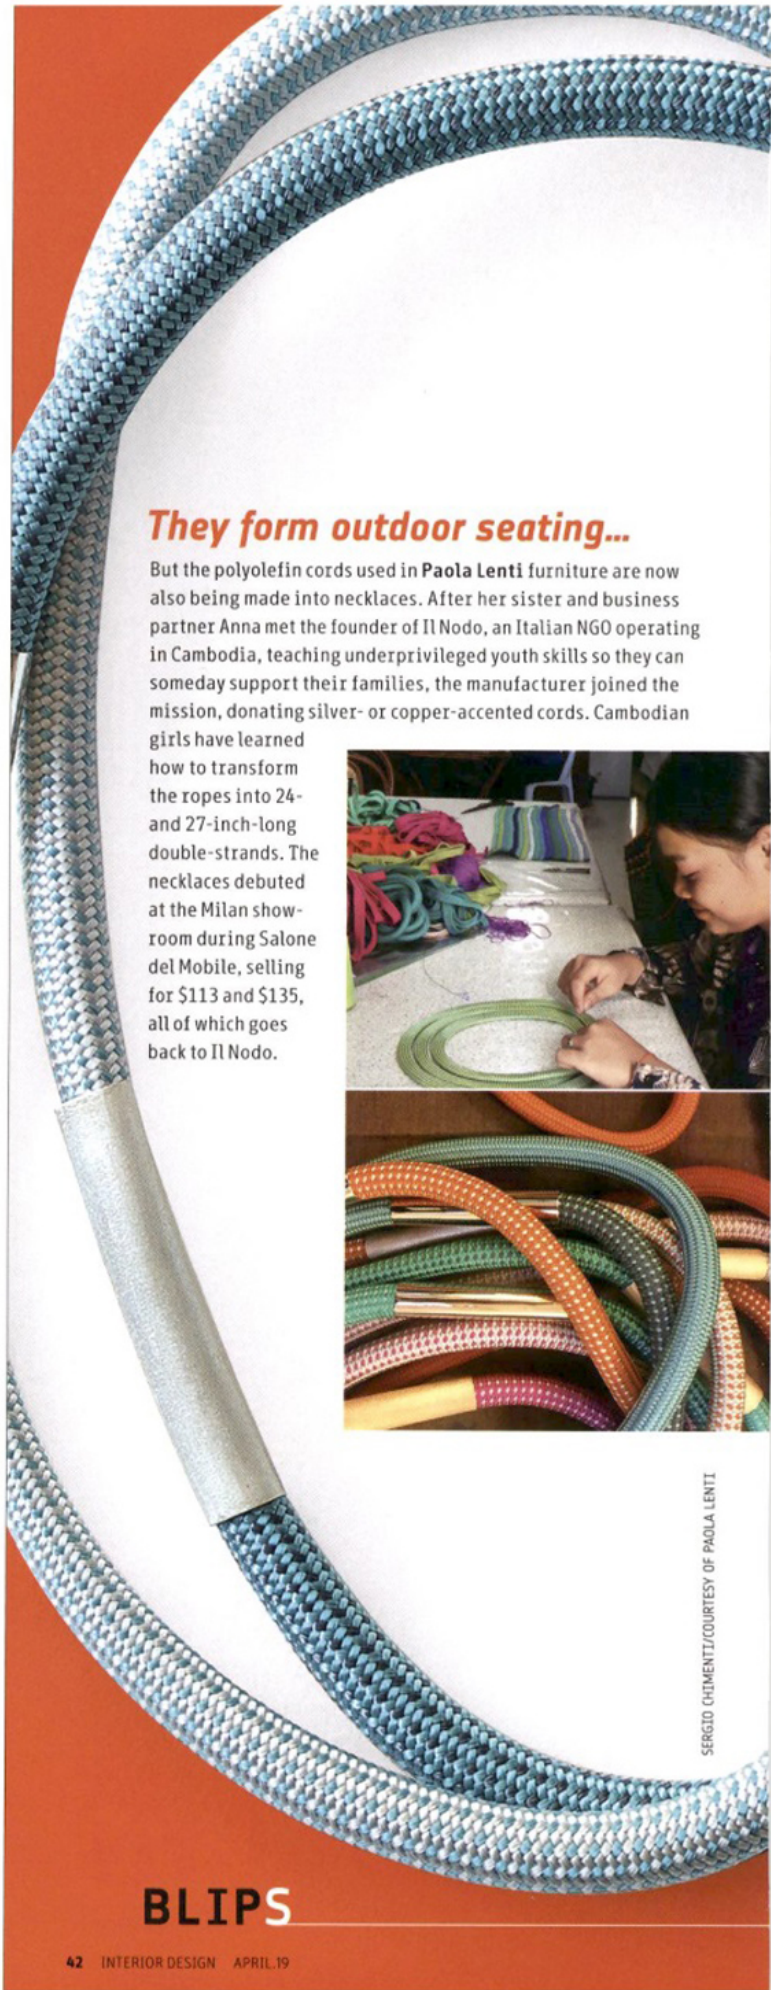 They form outdoor seating...
But the polyolefin cords used in Paola Lenti furniture are now
also being made into necklaces. After her sister and business
partner Anna met the founder of Il Nodo, an Italian NGO operating
in Cambodia, teaching underprivileged youth skills so they can
someday support their families, the manufacturer joined the
mission, donating silver- or copper-accented cords. Cambodian
girls have learned
how to transform
the ropes into 24-
and 27-inch-long
double-strands. The
necklaces debuted
at the Milan show-
room during Salone
del Mobile, selling
for $113 and $135,
all of which goes
back to Il Nodo.
SERGIO CHIMENTI/COURTESY OF PAOLA LENTI
BLIPS
42 INTERIOR DESIGN APRIL.19